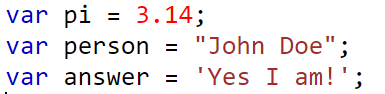 var pi = 3.14;
var person = "John Doe";
var answer = 'Yes I am!';